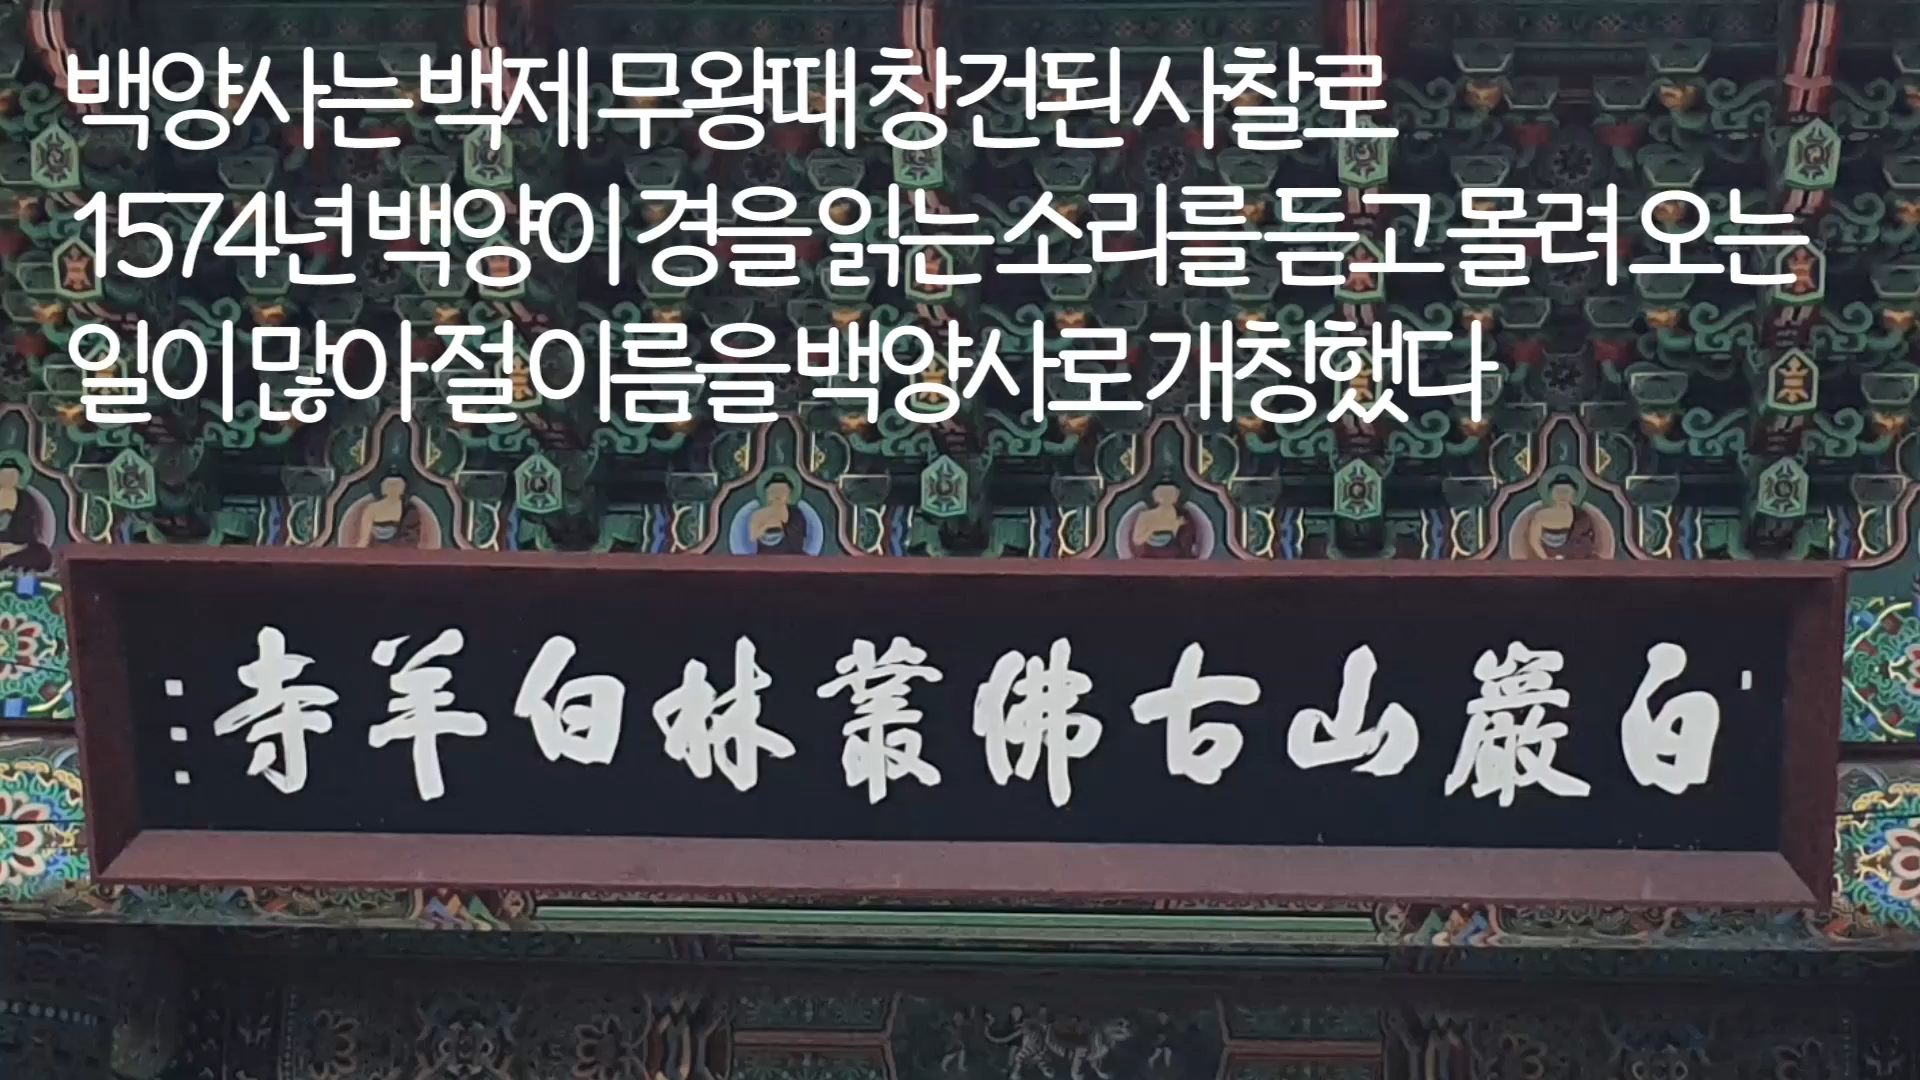 백양사는 백제 무왕때 창건된 사찰로
1574년 백양이 경을 읽는 소리를 듣고 몰려 오는
일이 많아 절 이름을 백양사로 개칭했다
白巖山古佛叢林白羊寺